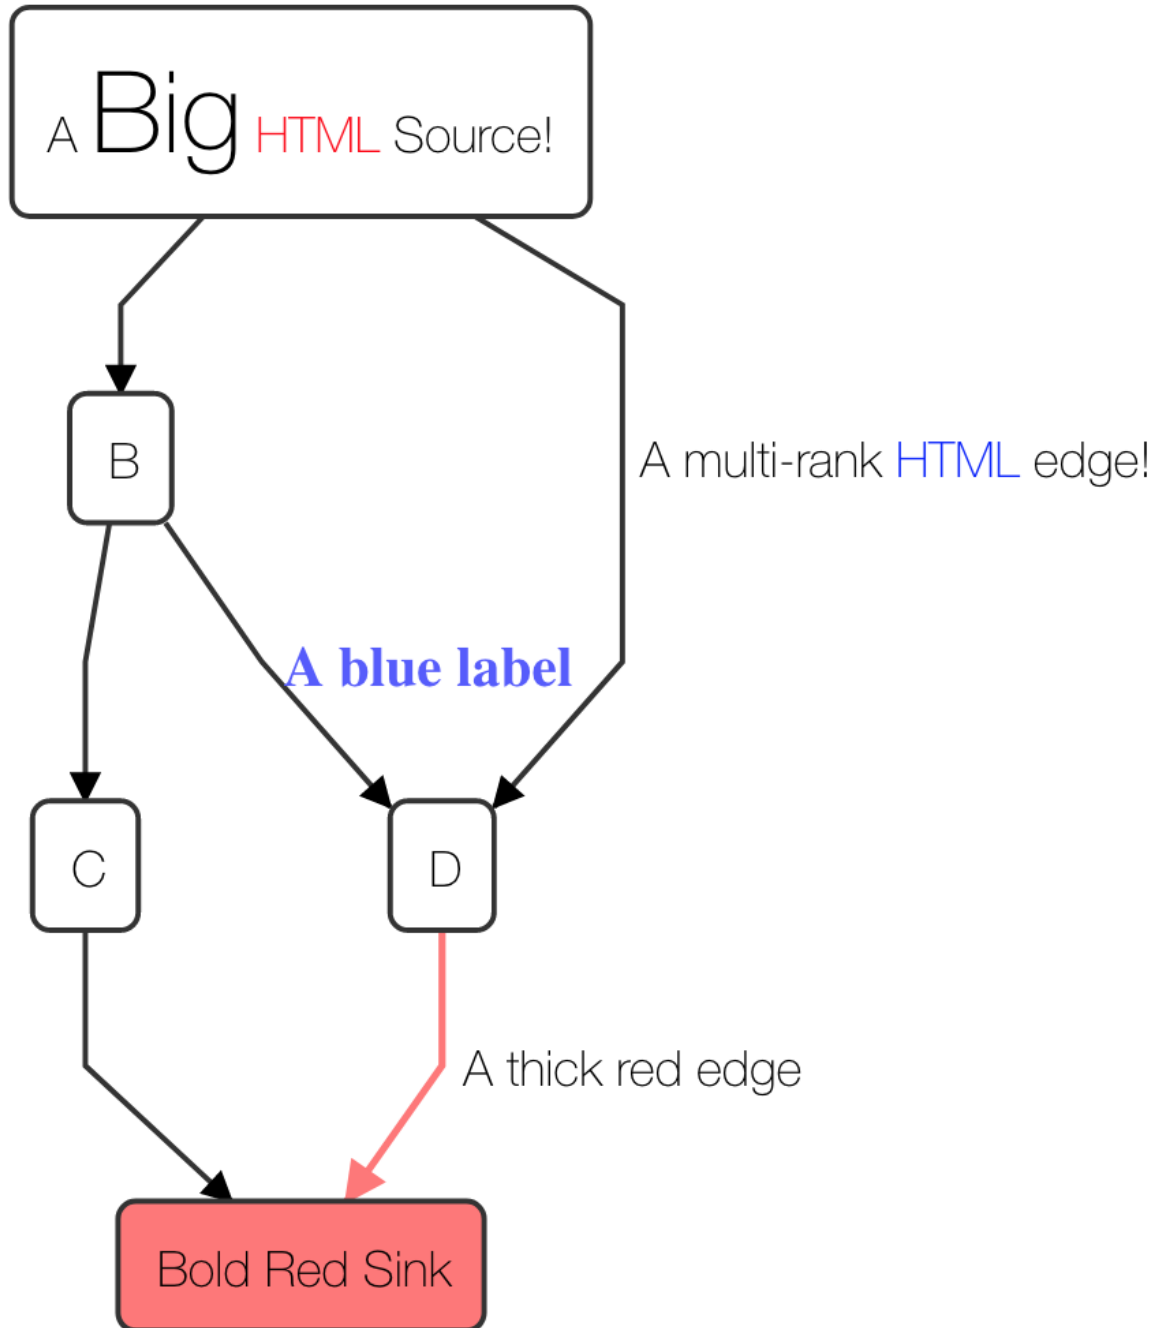 A Big HTML Source!
B
A multi-rank HTML edge!
A blue label
C
D
A thick red edge
Bold Red Sink